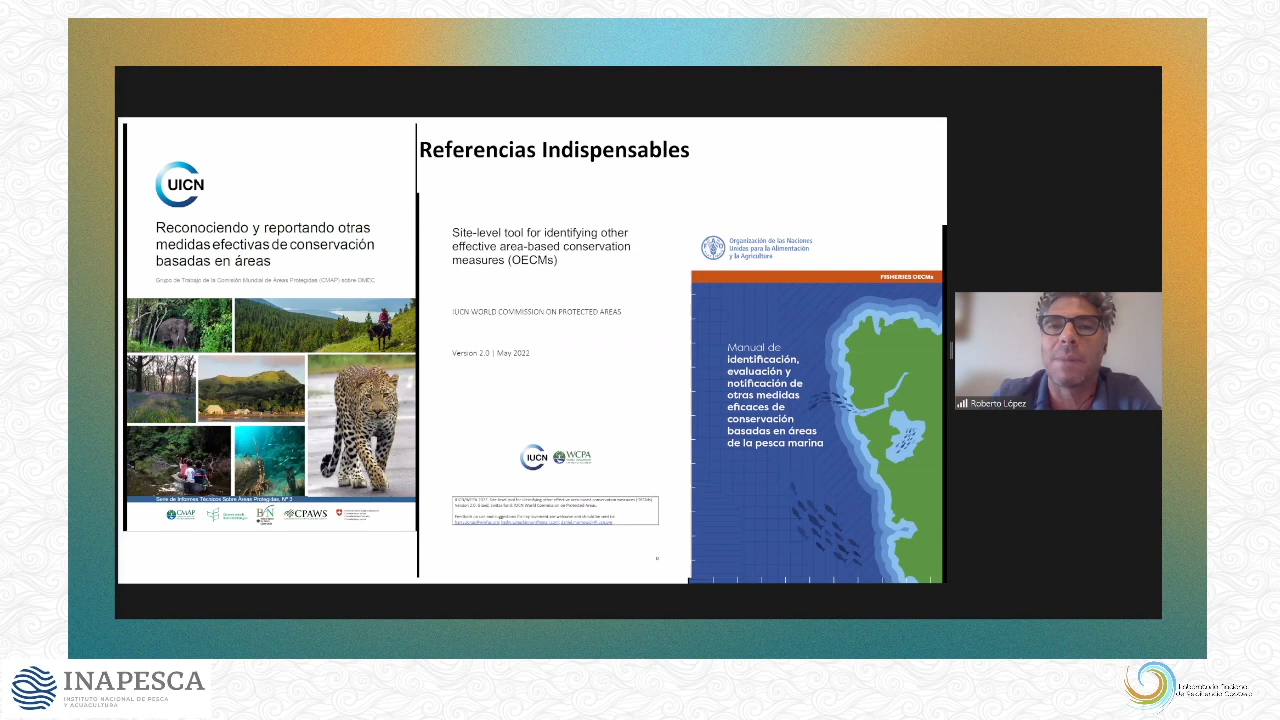 Referencias Indispensables
UICN
Reconociendo y reportando otras
medidas efectivas de conservación
basadas en áreas
Grupo de Trabajo de la Comisión Mundial de Áreas Protegidas (CMAP) sobre OMEC
Serie de Informes Técnicos Sobre Áreas Protegidas, Nº 3
CMAP
CPAWS
Site-level tool for identifying other
effective area-based conservation
measures (OECMs)
IUCN WORLD COMMISSION ON PROTECTED AREAS
Version 2.0 | May 2022
IUCN
WCPA
Organización de las Naciones
Unidas para la Alimentación
y la Agricultura
FISHERIES OECMs
Manual de
identificación,
evaluación y
notificación de
otras medidas
eficaces de
conservación
basadas en áreas
de la pesca marina
Roberto López
INAPESCA
INSTITUTO NACIONAL DE PESCA
Y ACUACULTURA